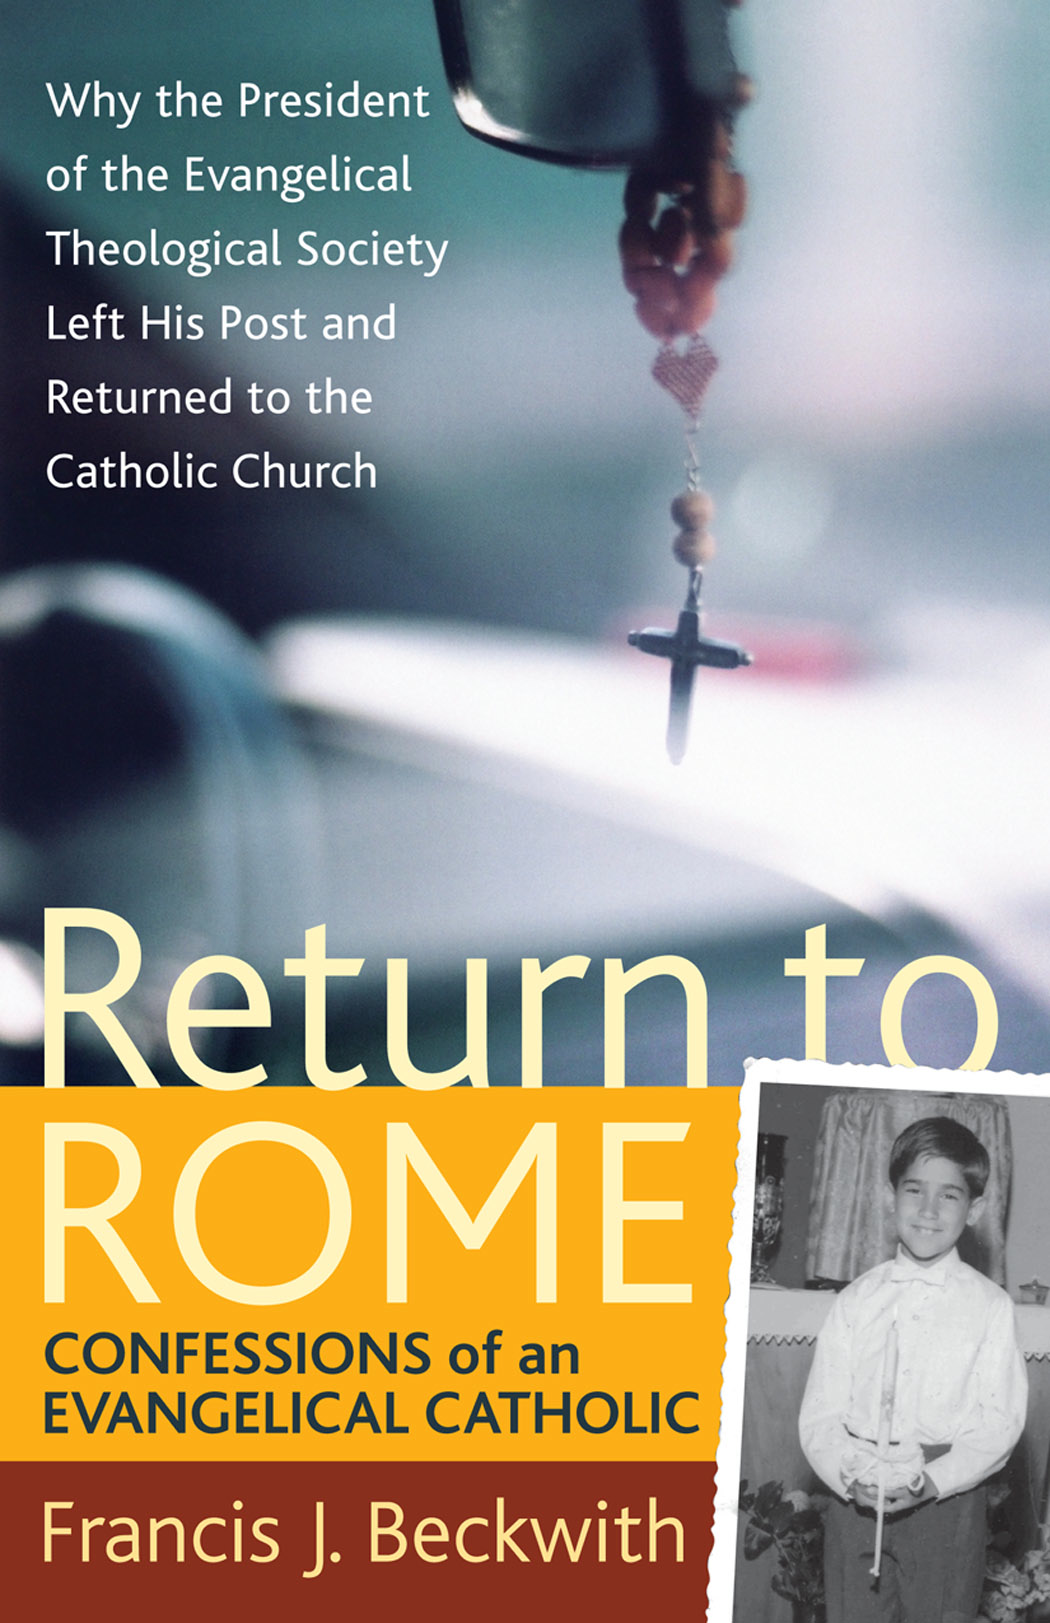 Why the President
of the Evangelical
Theological Society
Left His Post and
Returned to the
Catholic Church
Return to
ROME
CONFESSIONS of an
EVANGELICAL CATHOLIC
Francis J. Beckwith